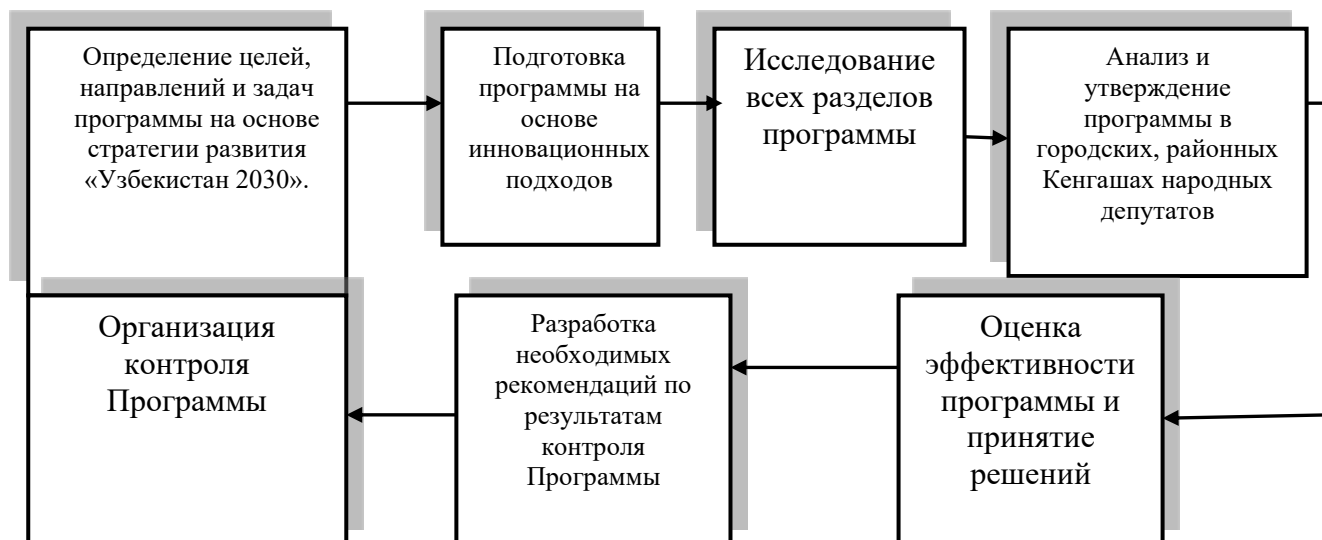 Определение целей,
направлений и задач
программы на основе
стратегии развития
«Узбекистан 2030».
Подготовка
программы на
основе
инновационных
подходов
Исследование
всех разделов
программы
Анализ и
утверждение
программы в
городских, районных
Кенгашах народных
депутатов
Организация
контроля
Программы
Разработка
необходимых
рекомендаций по
результатам
контроля
Программы
Оценка
эффективности
программы и
принятие
решений